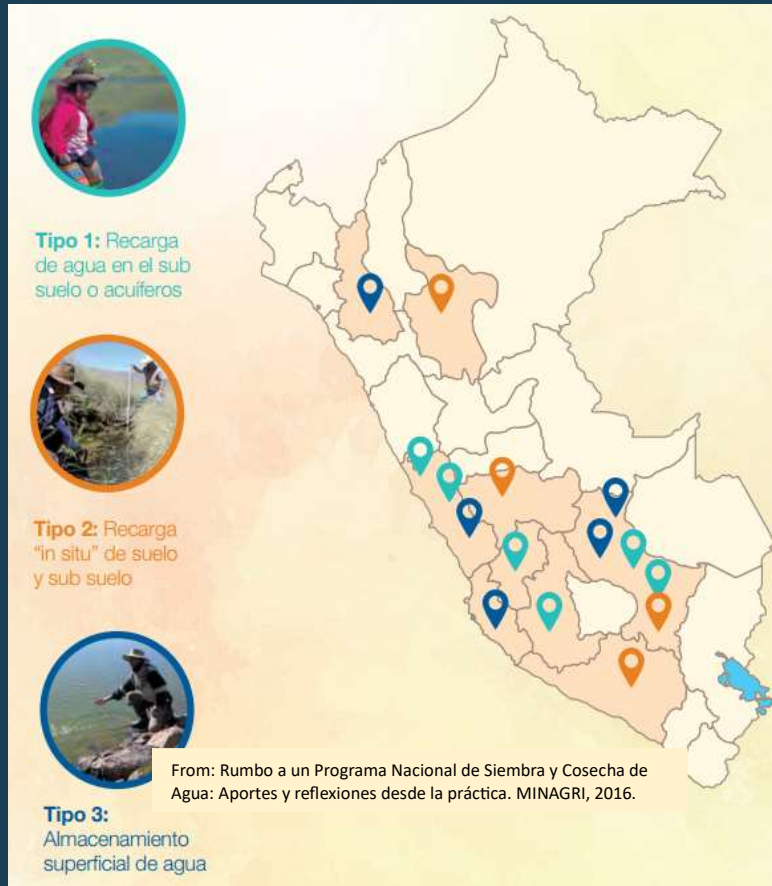 Tipo 1: Recarga
de agua en el sub
suelo o acuíferos
Tipo 2: Recarga
"in situ" de suelo
y sub suelo
From: Rumbo a un Programa Nacional de Siembra y Cosecha de
Agua: Aportes y reflexiones desde la práctica. MINAGRI, 2016.
Tipo 3:
Almacenamiento
superficial de agua